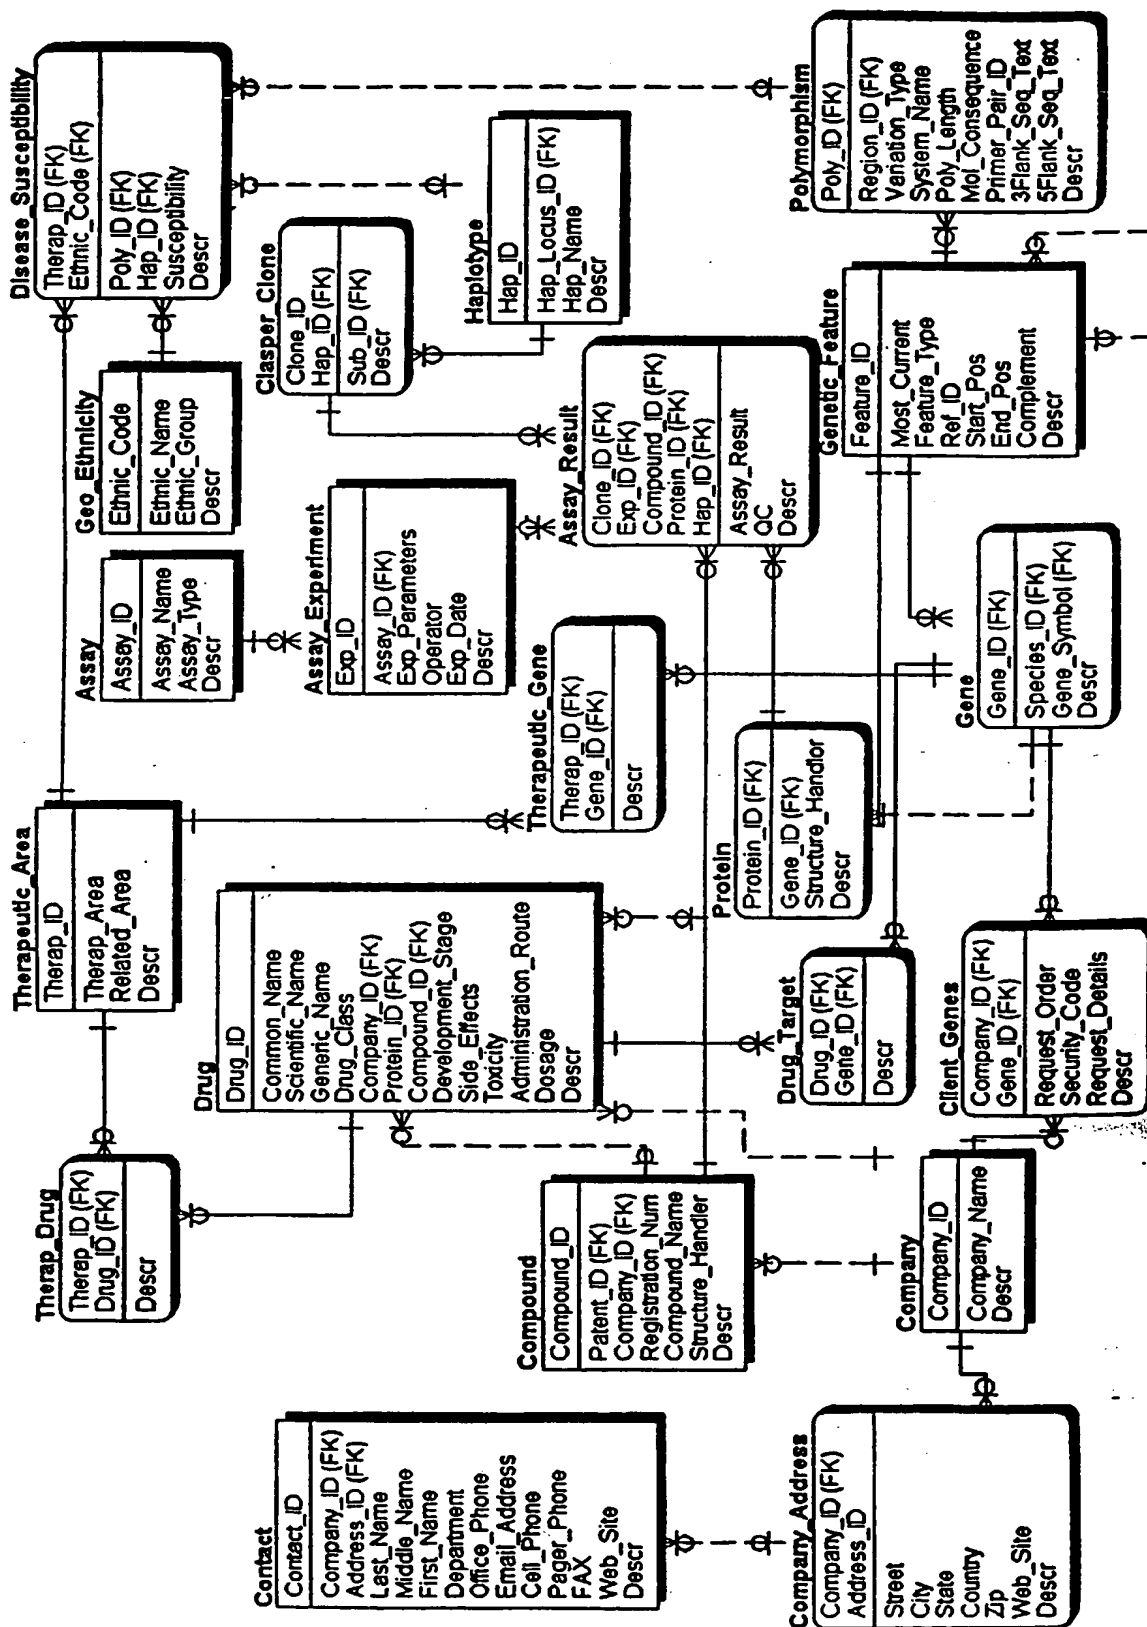 Contact
Contact_ID
Company_ID (FK)
Address_ID (FK)
Last_Name
Middle_Name
First_Name
Department
Office_Phone
Email_Address
Cell_Phone
Pager_Phone
FAX
Web_Site
Descr
Company_Address
Company_ID (FK)
Address_ID
Street
City
State
Country
Zip
Web_Site
Descr
Therap_Drug
Therap_ID (FK)
Drug_ID (FK)
Descr
Compound
Compound_ID
Patent_ID (FK)
Company_ID (FK)
Registration_Num
Compound_Name
Structure_Handler
Descr
Company
Company_ID
Company_Name
Descr
Therapeutic_Area
Therap_ID
Therap_Area
Related_Area
Descr
Drug
Drug_ID
Common_Name
Scientific_Name
Generic_Name
Drug_Class
Company_ID (FK)
Protein_ID (FK)
Compound_ID (FK)
Development_Stage
Side_Effects
Toxicity
Administration_Route
Dosage
Descr
Drug_Target
Drug_ID (FK)
Gene_ID (FK)
Descr
Client_Genes
Company_ID (FK)
Gene_ID (FK)
Request_Order
Security_Code
Request_Details
Descr
Therapeutic_Gene
Therap_ID (FK)
Gene_ID (FK)
Descr
Protein
Protein_ID (FK)
Gene_ID (FK)
Structure_Handlor
Descr
Gene
Gene_ID (FK)
Species_ID (FK)
Gene_Symbol (FK)
Descr
Assay
Assay_ID
Assay_Name
Assay_Type
Descr
Assay_Experiment
Exp_ID
Assay_ID (FK)
Exp_Parameters
Operator
Exp_Date
Descr
Geo_Ethnicity
Ethnic_Code
Ethnic_Name
Ethnic_Group
Descr
Clasper_Clone
Clone_ID
Hap_ID (FK)
Sub_ID (FK)
Descr
Assay_Result
Clone_ID (FK)
Exp_ID (FK)
Compound_ID (FK)
Protein_ID (FK)
Hap_ID (FK)
Assay_Result
QC
Descr
Genetic_Feature
Feature_ID
Most_Current
Feature_Type
Ref_ID
Start_Pos
End_Pos
Complement
Descr
Disease_Susceptibility
Therap_ID (FK)
Ethnic_Code (FK)
Poly_ID (FK)
Hap_ID (FK)
Susceptibility
Descr
Haplotype
Hap_ID
Hap_Locus_ID (FK)
Hap_Name
Descr
Polymorphism
Poly_ID (FK)
Region_ID (FK)
Variation_Type
System_Name
Poly_Length
Mol_Consequence
Primer_Pair_ID
3Flank_Seq_Text
5Flank_Seq_Text
Descr